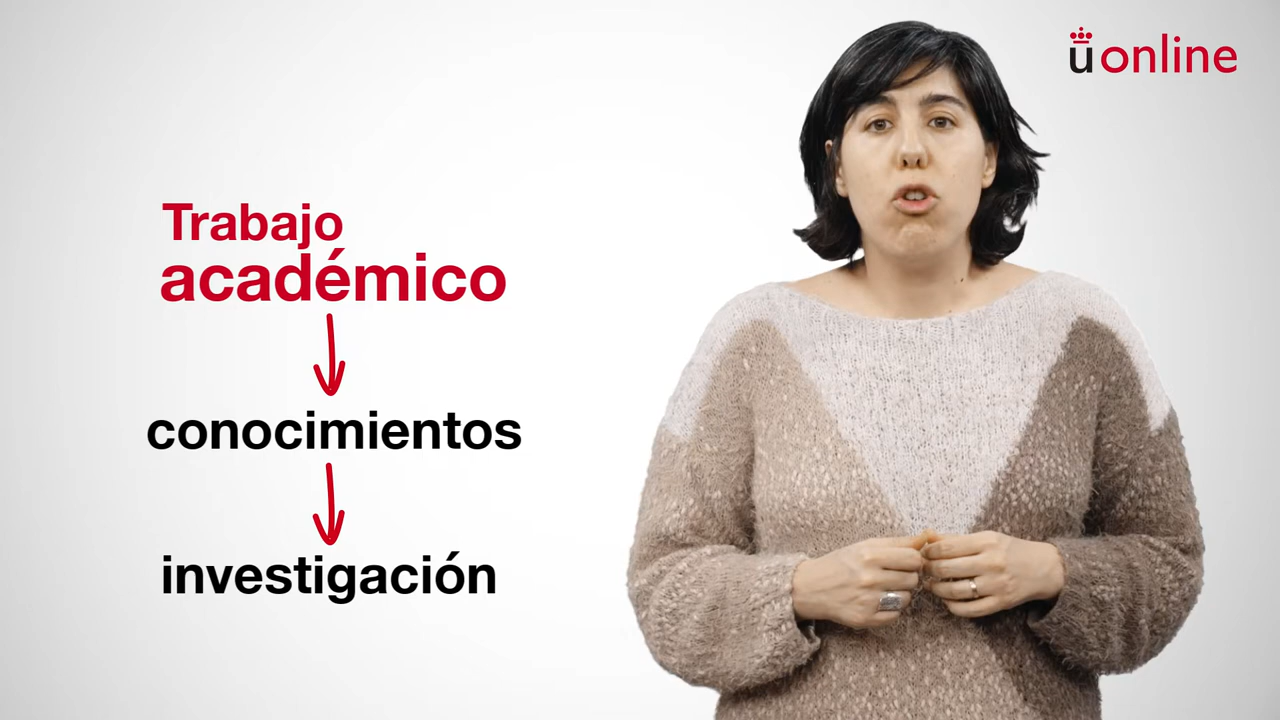 ü online
Trabajo
académico
conocimientos
investigación